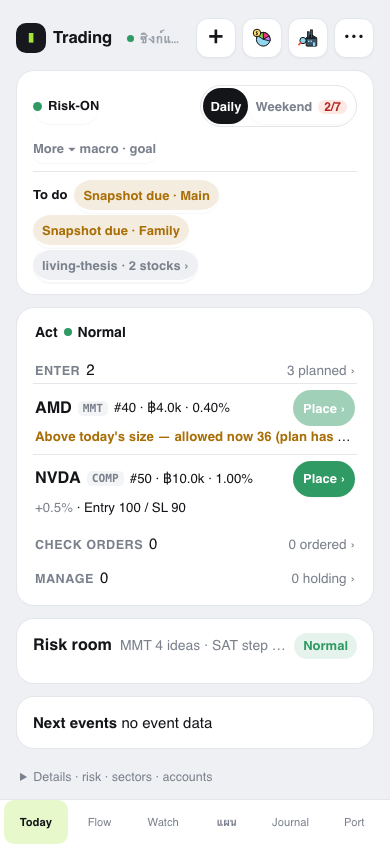 Trading ซิงก์แ...
Risk-ON Daily Weekend 2/7
More macro · goal
To do Snapshot due · Main
Snapshot due · Family
living-thesis · 2 stocks ›
Act Normal
ENTER 2 3 planned ›
AMD MMT #40 · ฿4.0k · 0.40% Place ›
Above today's size — allowed now 36 (plan has ...
NVDA COMP #50 · ฿10.0k · 1.00% Place ›
+0.5% · Entry 100 / SL 90
CHECK ORDERS 0 0 ordered ›
MANAGE 0 0 holding ›
Risk room MMT 4 ideas · SAT step ... Normal
Next events no event data
Details · risk · sectors · accounts
Today Flow Watch แผน Journal Port